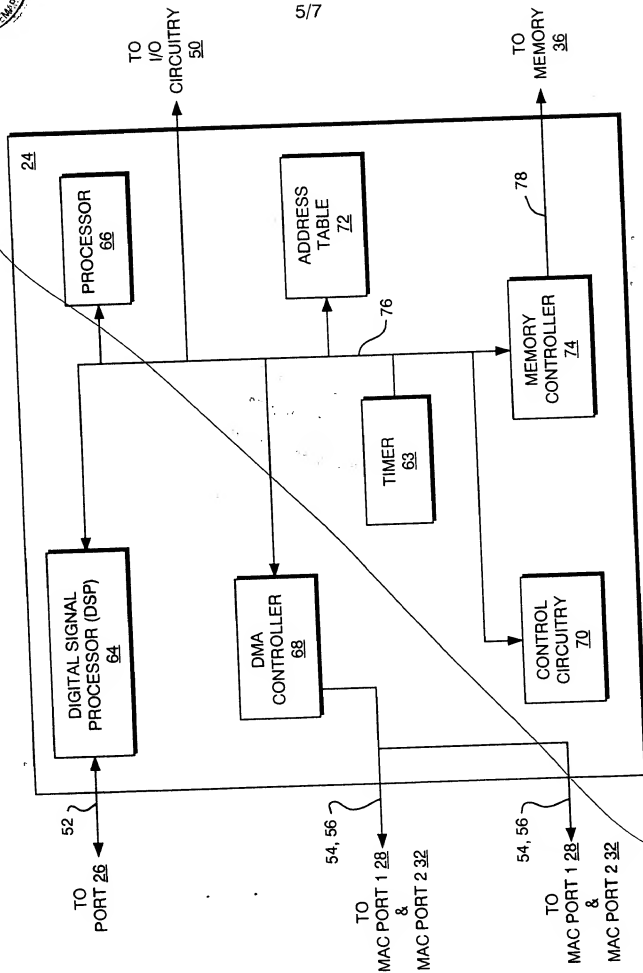 5/7
24
TO
I/O
CIRCUITRY
50
PROCESSOR
66
ADDRESS
TABLE
72
TO
MEMORY
36
78
76
MEMORY
CONTROLLER
74
TIMER
63
DIGITAL SIGNAL
PROCESSOR (DSP)
64
DMA
CONTROLLER
68
CONTROL
CIRCUITRY
70
52
TO
PORT 26
54, 56
TO
MAC PORT 1 28
&
MAC PORT 2 32
54, 56
TO
MAC PORT 1 28
&
MAC PORT 2 32